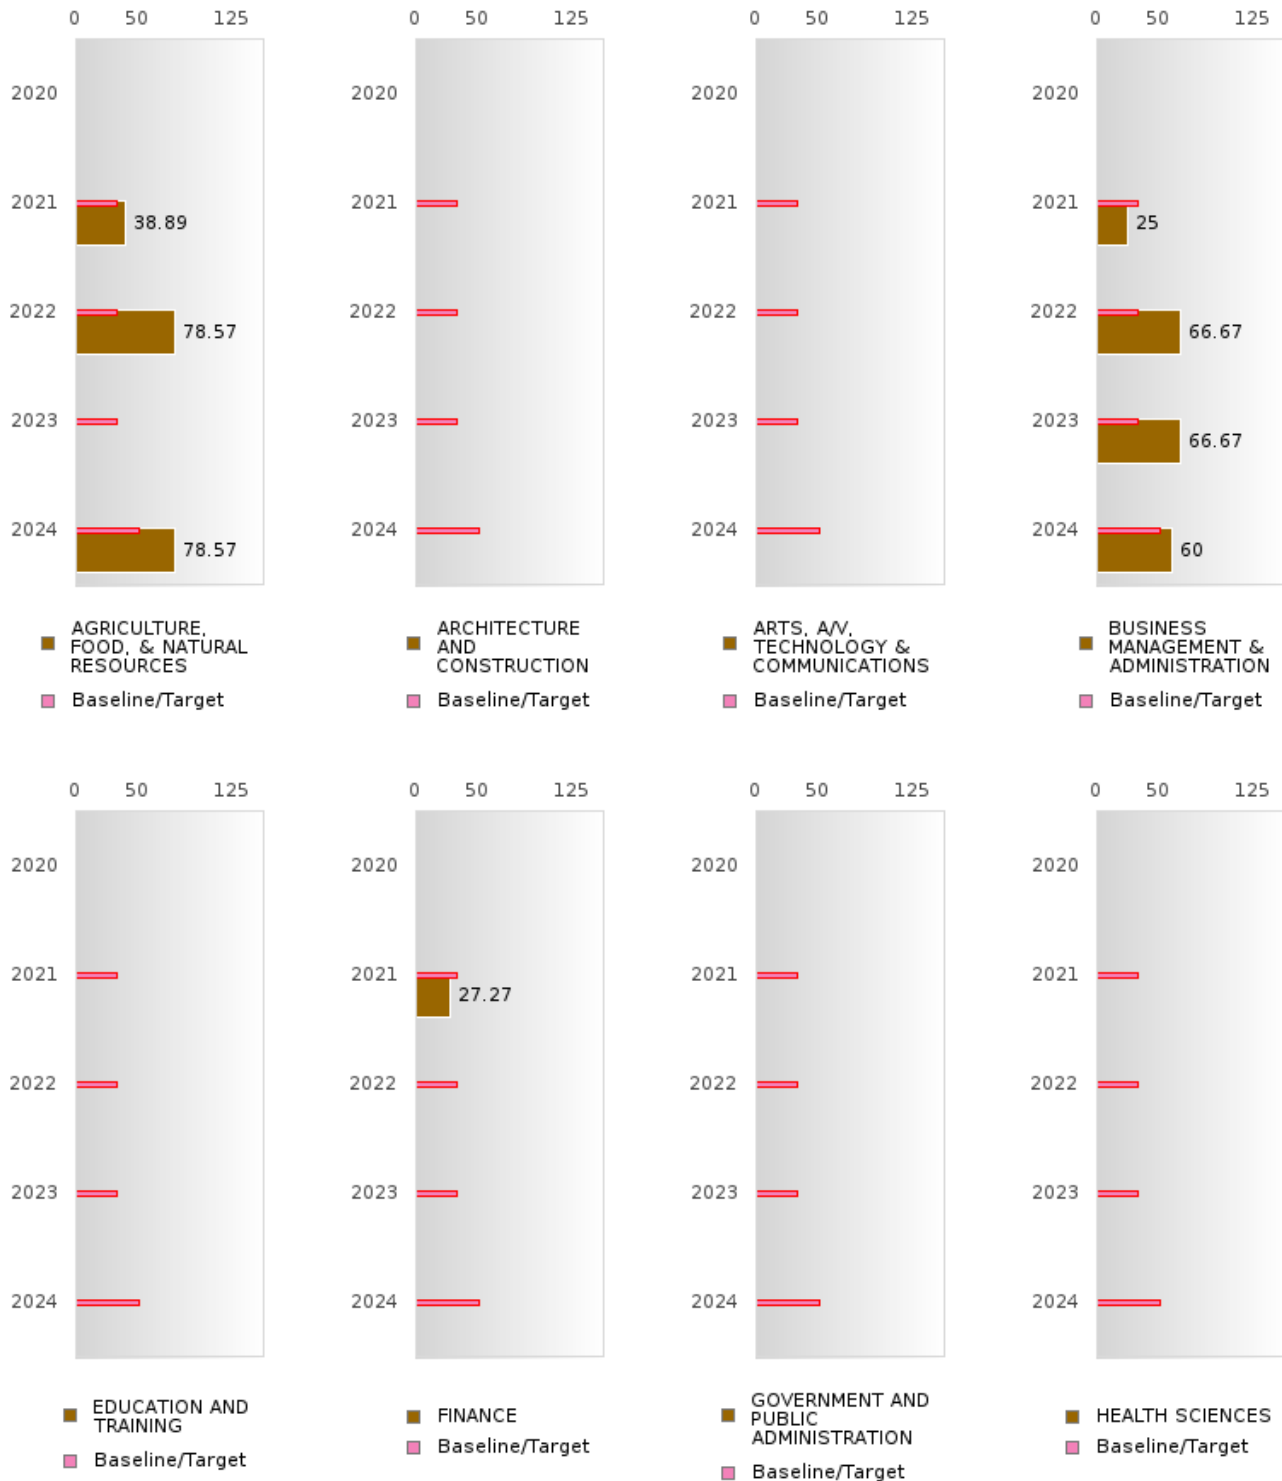 0 50 125
2020
2021 38.89
2022 78.57
2023
2024 78.57
AGRICULTURE,
FOOD, & NATURAL
RESOURCES
Baseline/Target
0 50 125
2020
2021
2022
2023
2024
ARCHITECTURE
AND
CONSTRUCTION
Baseline/Target
0 50 125
2020
2021
2022
2023
2024
ARTS, A/V,
TECHNOLOGY &
COMMUNICATIONS
Baseline/Target
0 50 125
2020
2021 25
2022 66.67
2023 66.67
2024 60
BUSINESS
MANAGEMENT &
ADMINISTRATION
Baseline/Target
0 50 125
2020
2021
2022
2023
2024
EDUCATION AND
TRAINING
Baseline/Target
0 50 125
2020
2021 27.27
2022
2023
2024
FINANCE
Baseline/Target
0 50 125
2020
2021
2022
2023
2024
GOVERNMENT AND
PUBLIC
ADMINISTRATION
Baseline/Target
0 50 125
2020
2021
2022
2023
2024
HEALTH SCIENCES
Baseline/Target